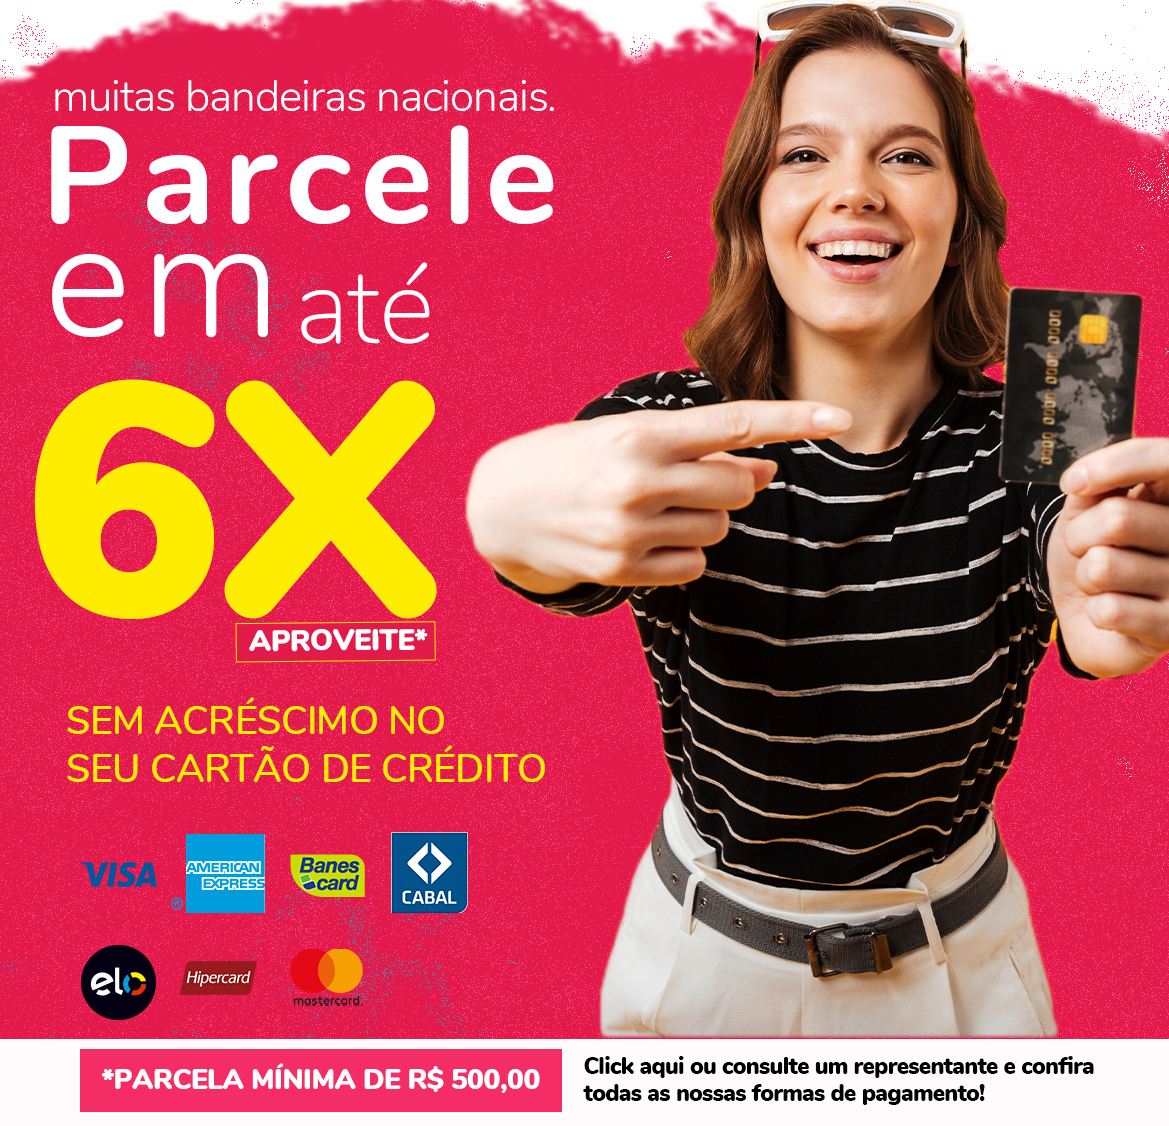 muitas bandeiras nacionais.
Parcele
em até
6X
APROVEITE*
SEM ACRÉSCIMO NO
SEU CARTÃO DE CRÉDITO
VISA
AMERICAN
EXPRESS
®
Banes
card
CABAL
elo
Hipercard
mastercard.
*PARCELA MÍNIMA DE R$ 500,00
Click aqui ou consulte um representante e confira
todas as nossas formas de pagamento!